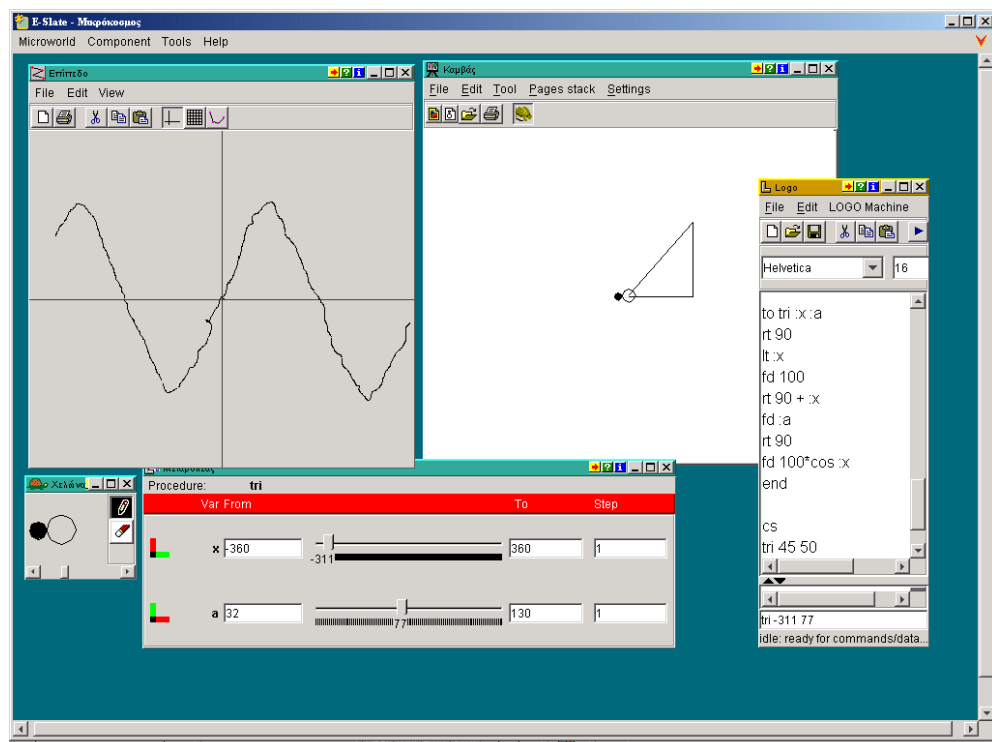 E-Slate - Μικρόκοσμος
Microworld Component Tools Help
Επίπεδο
File Edit View
Καμβάς
File Edit Tool Pages stack Settings
Logo
File Edit LOGO Machine
Helvetica 16
to tri :x :a
rt 90
lt :x
fd 100
rt 90 + :x
fd :a
rt 90
fd 100*cos :x
end
cs
tri 45 50
tri -311 77
idle: ready for commands/data...
Procedure: tri
Var From To Step
x -360 -311 360 1
a 32 77 130 1